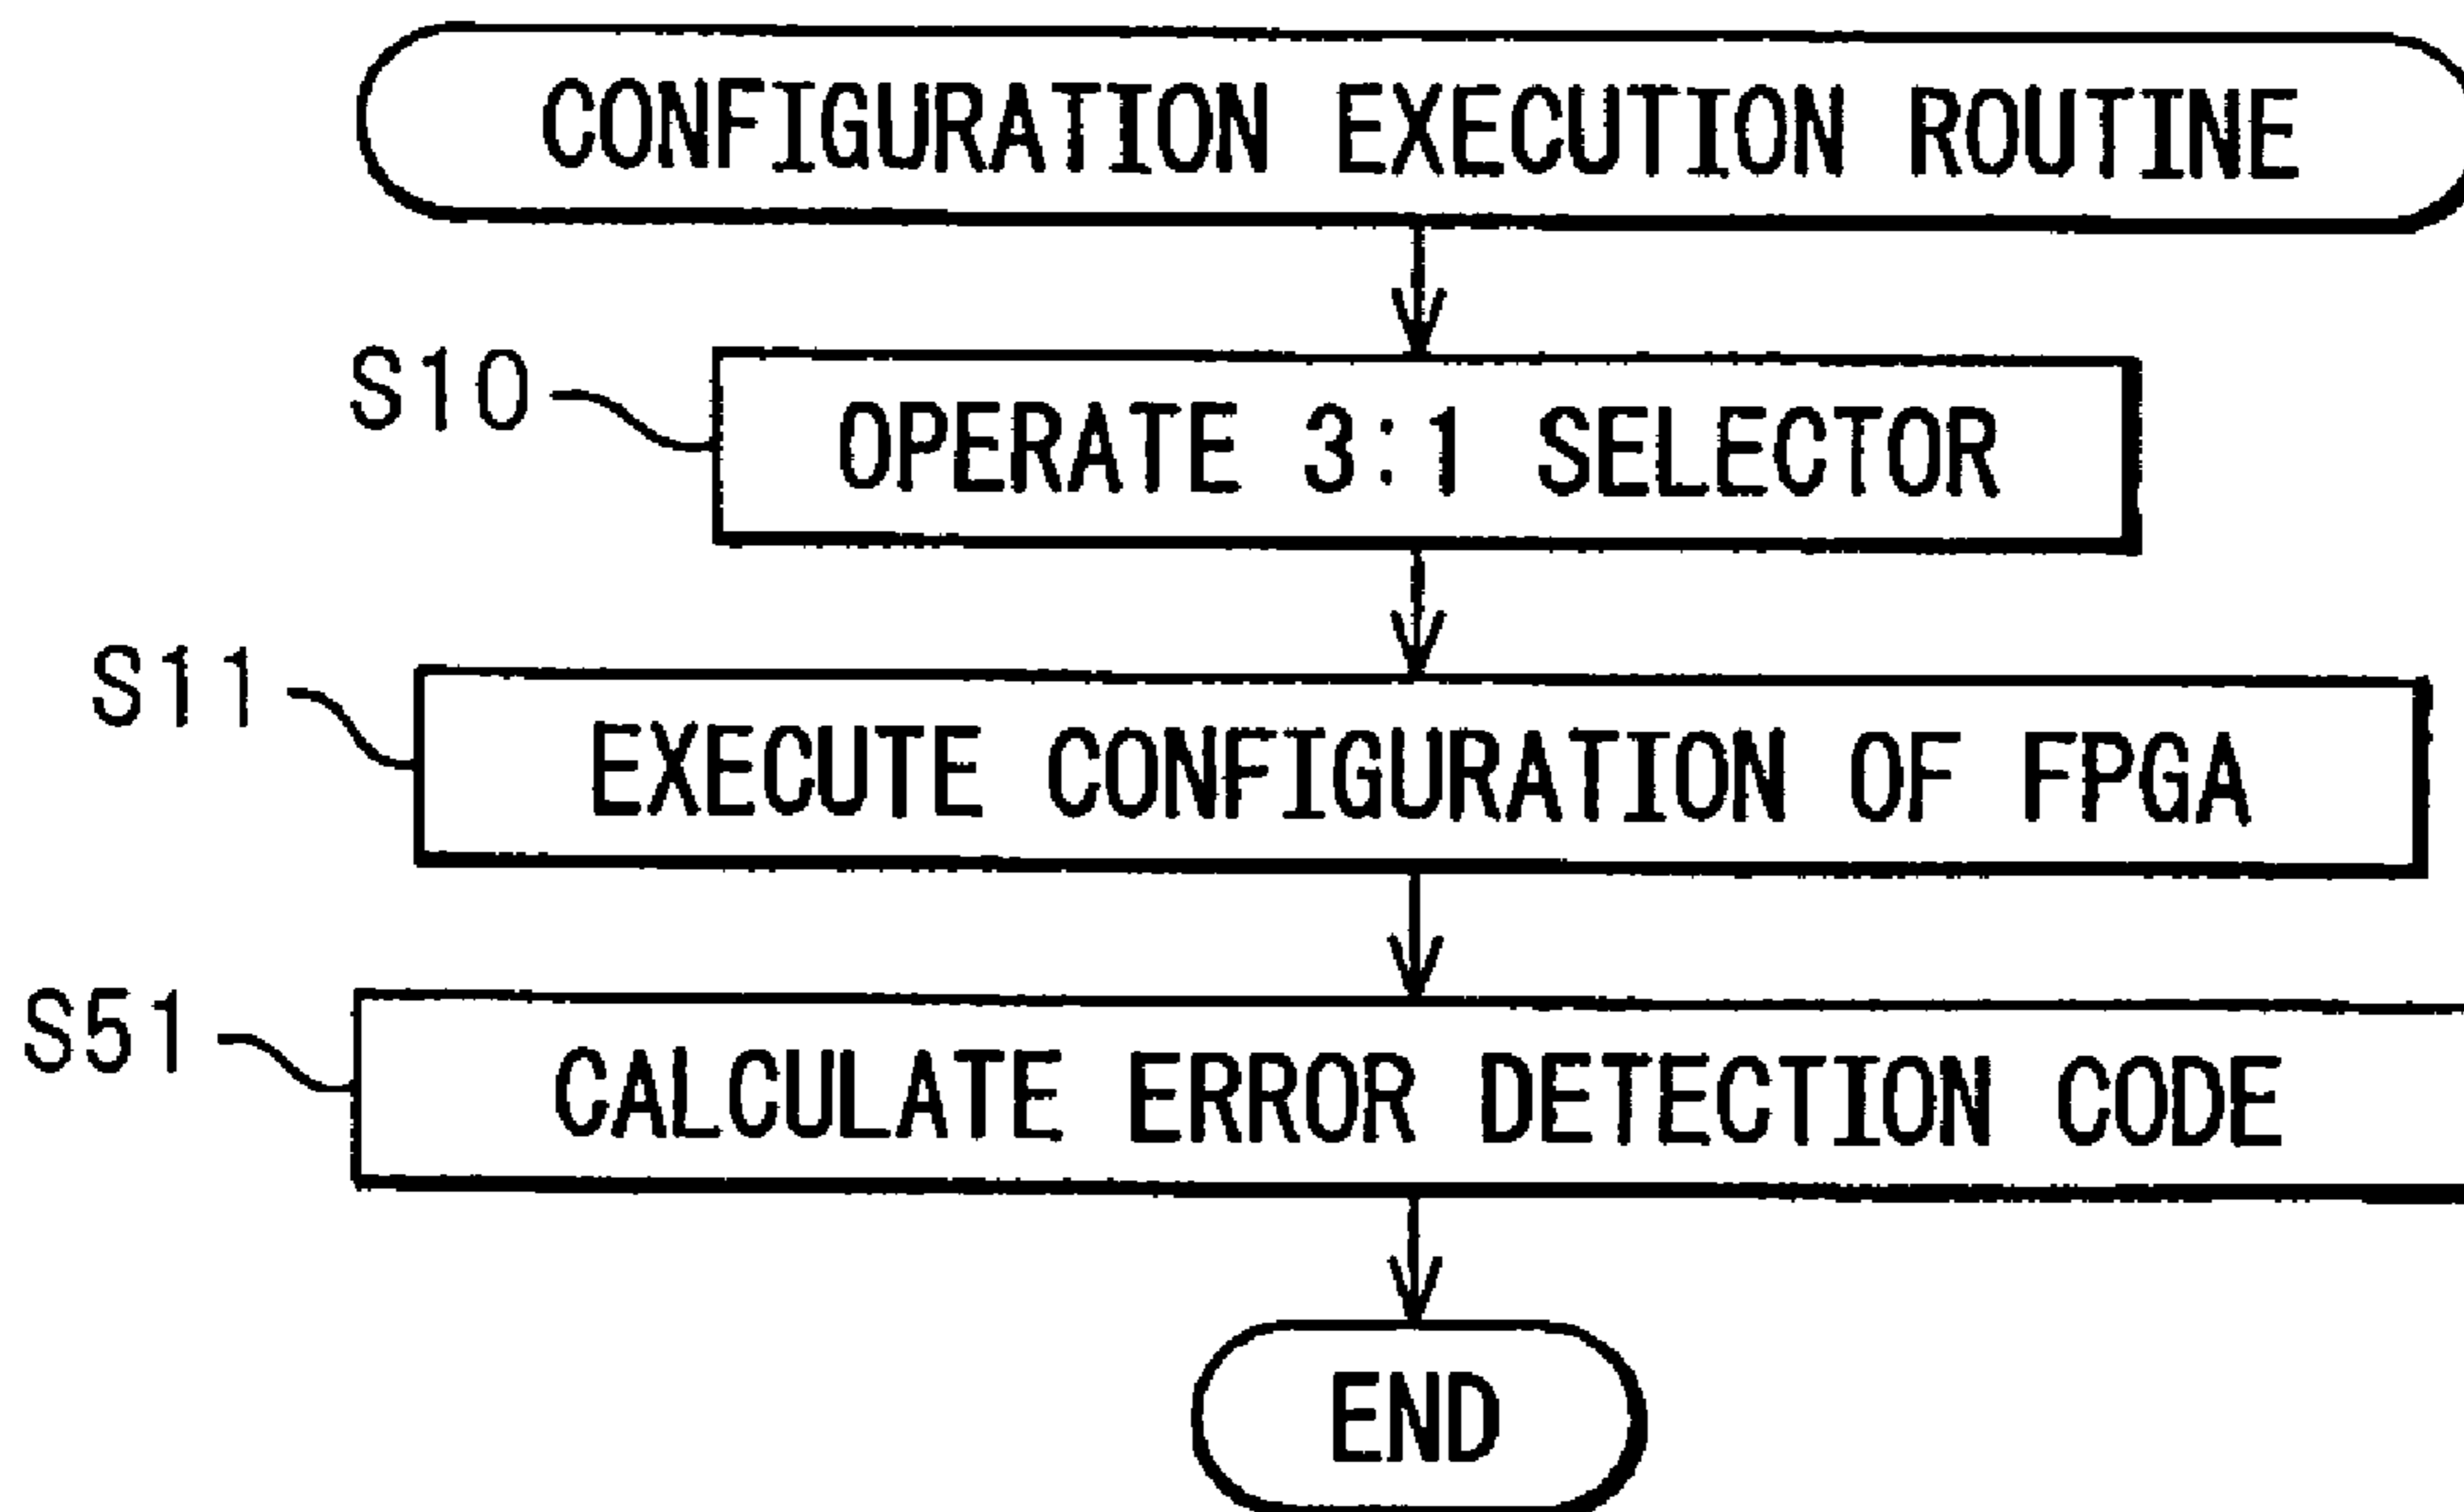 CONFIGURATION EXECUTION ROUTINE
S10
OPERATE 3:1 SELECTOR
S11
EXECUTE CONFIGURATION OF FPGA
S51
CALCULATE ERROR DETECTION CODE
END